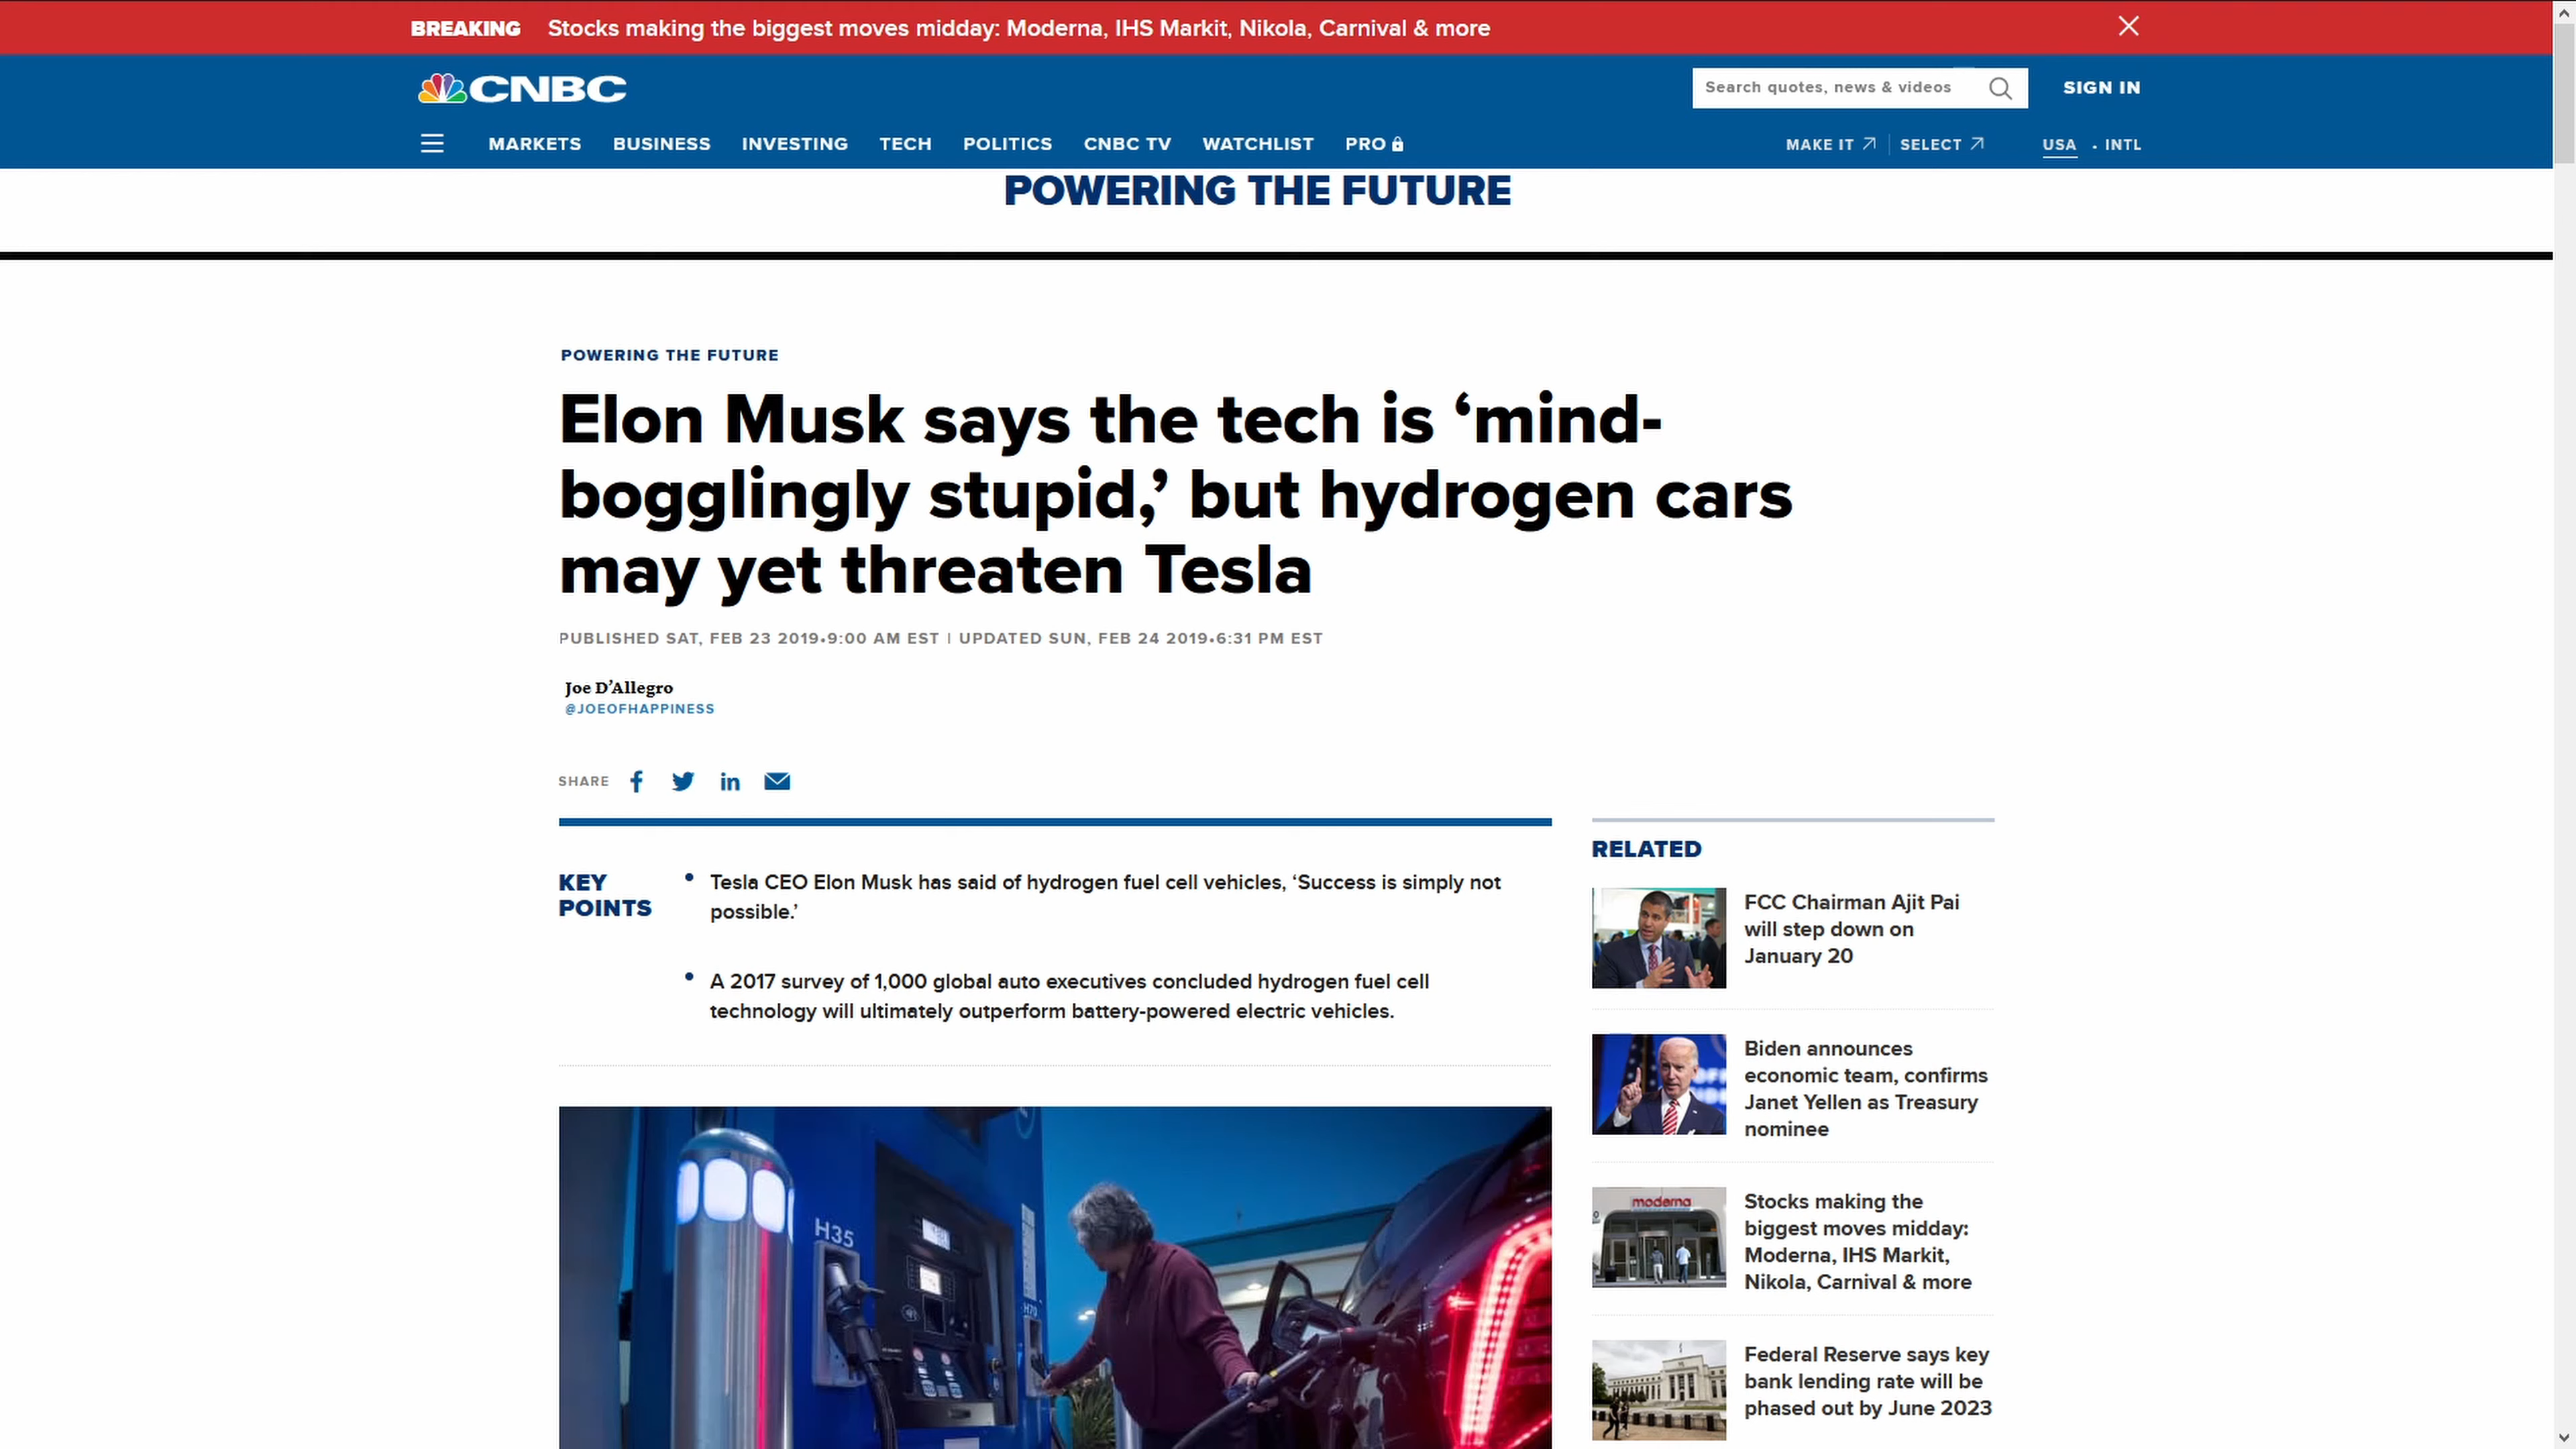 BREAKING Stocks making the biggest moves midday: Moderna, IHS Markit, Nikola, Carnival & more
CNBC
Search quotes, news & videos
SIGN IN
MARKETS BUSINESS INVESTING TECH POLITICS CNBC TV WATCHLIST PRO
MAKE IT SELECT USA • INTL
POWERING THE FUTURE
POWERING THE FUTURE
Elon Musk says the tech is ‘mind-
bogglingly stupid,’ but hydrogen cars
may yet threaten Tesla
PUBLISHED SAT, FEB 23 2019•9:00 AM EST | UPDATED SUN, FEB 24 2019•6:31 PM EST
Joe D’Allegro
@JOEOFHAPPINESS
SHARE
KEY
POINTS
• Tesla CEO Elon Musk has said of hydrogen fuel cell vehicles, ‘Success is simply not
possible.’
• A 2017 survey of 1,000 global auto executives concluded hydrogen fuel cell
technology will ultimately outperform battery-powered electric vehicles.
H35
H70
RELATED
FCC Chairman Ajit Pai
will step down on
January 20
Biden announces
economic team, confirms
Janet Yellen as Treasury
nominee
moderna
Stocks making the
biggest moves midday:
Moderna, IHS Markit,
Nikola, Carnival & more
Federal Reserve says key
bank lending rate will be
phased out by June 2023